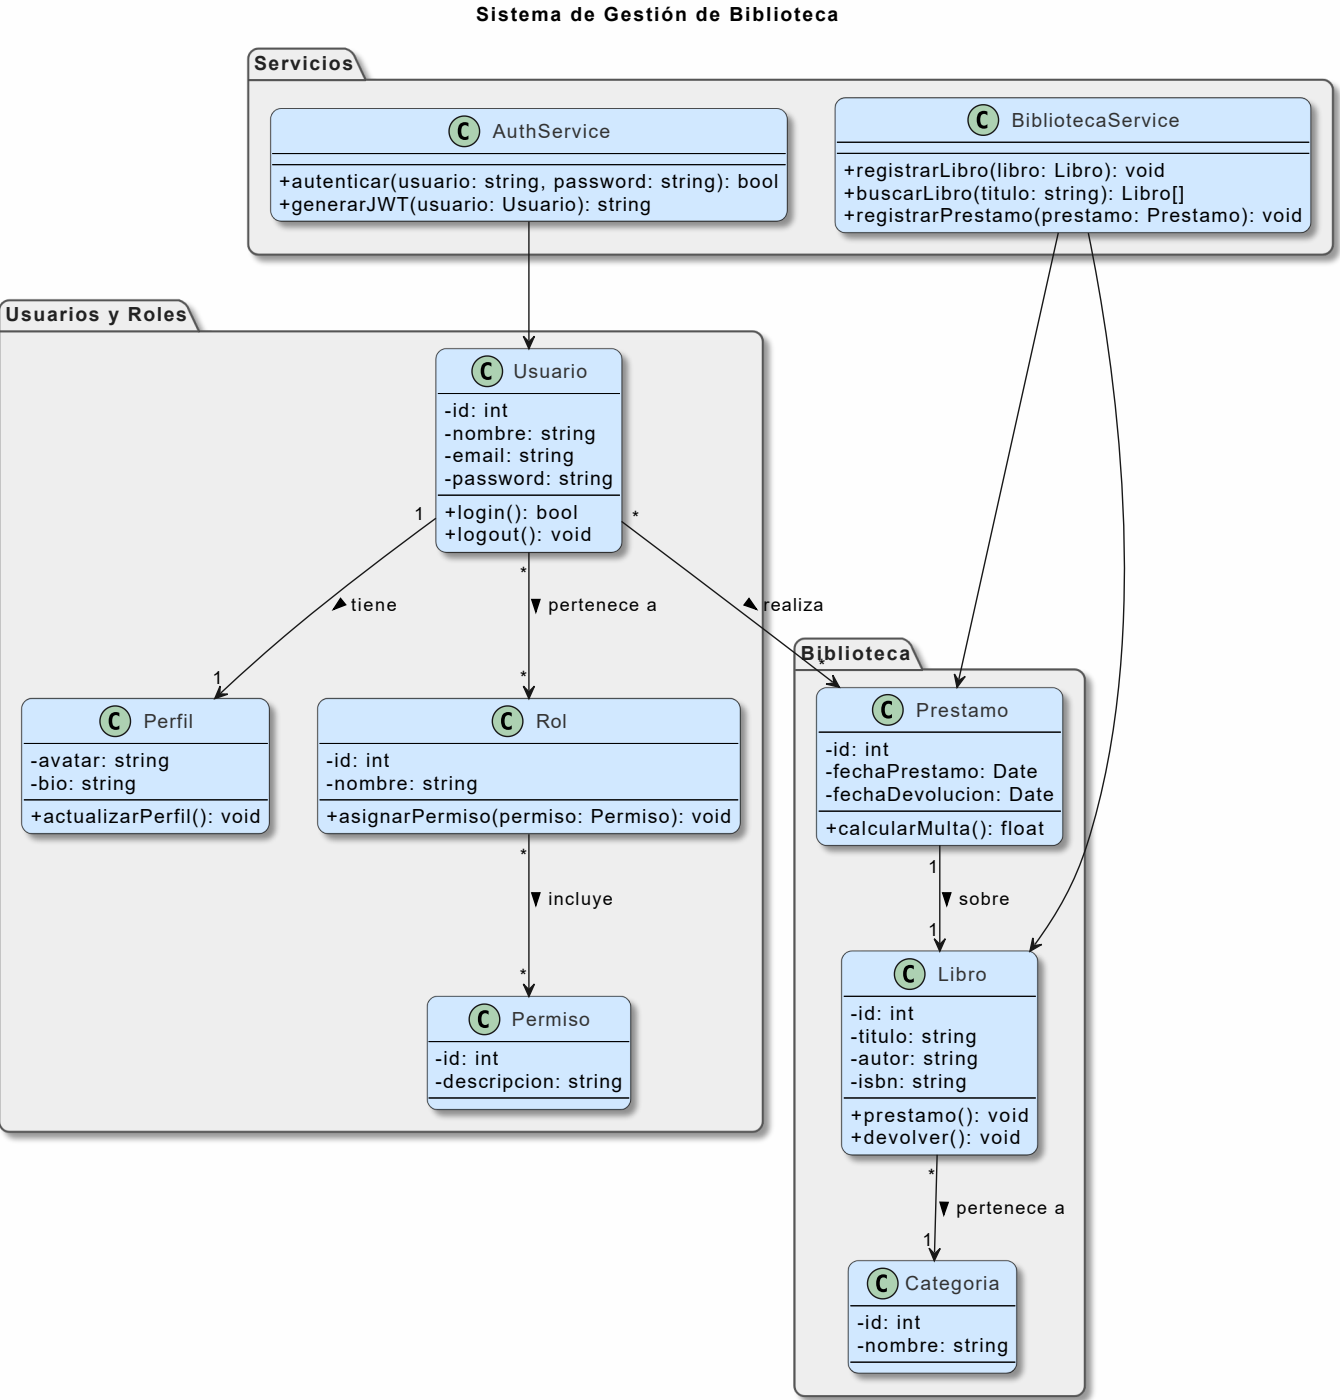 Sistema de Gestión de Biblioteca
Servicios
C AuthService
+autenticar(usuario: string, password: string): bool
+generarJWT(usuario: Usuario): string
C BibliotecaService
+registrarLibro(libro: Libro): void
+buscarLibro(titulo: string): Libro[]
+registrarPrestamo(prestamo: Prestamo): void
Usuarios y Roles
C Usuario
-id: int
-nombre: string
-email: string
-password: string
+login(): bool
+logout(): void
1
*
*
tiene
pertenece a
realiza
1
*
*
C Perfil
-avatar: string
-bio: string
+actualizarPerfil(): void
C Rol
-id: int
-nombre: string
+asignarPermiso(permiso: Permiso): void
*
incluye
*
C Permiso
-id: int
-descripcion: string
Biblioteca
C Prestamo
-id: int
-fechaPrestamo: Date
-fechaDevolucion: Date
+calcularMulta(): float
1
sobre
1
C Libro
-id: int
-titulo: string
-autor: string
-isbn: string
+prestamo(): void
+devolver(): void
*
pertenece a
1
C Categoria
-id: int
-nombre: string